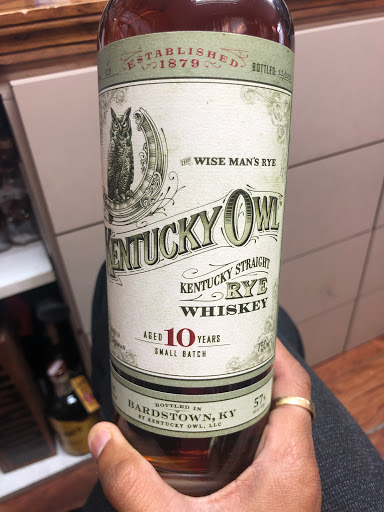 ESTABLISHED
1879
BOTTLED:
THE WISE MAN'S RYE
KENTUCKY OWL
KENTUCKY STRAIGHT
RYE
WHISKEY
AGED 10 YEARS
SMALL BATCH
BOTTLED IN
BARDSTOWN, KY
BY KENTUCKY OWL, LLC
57%